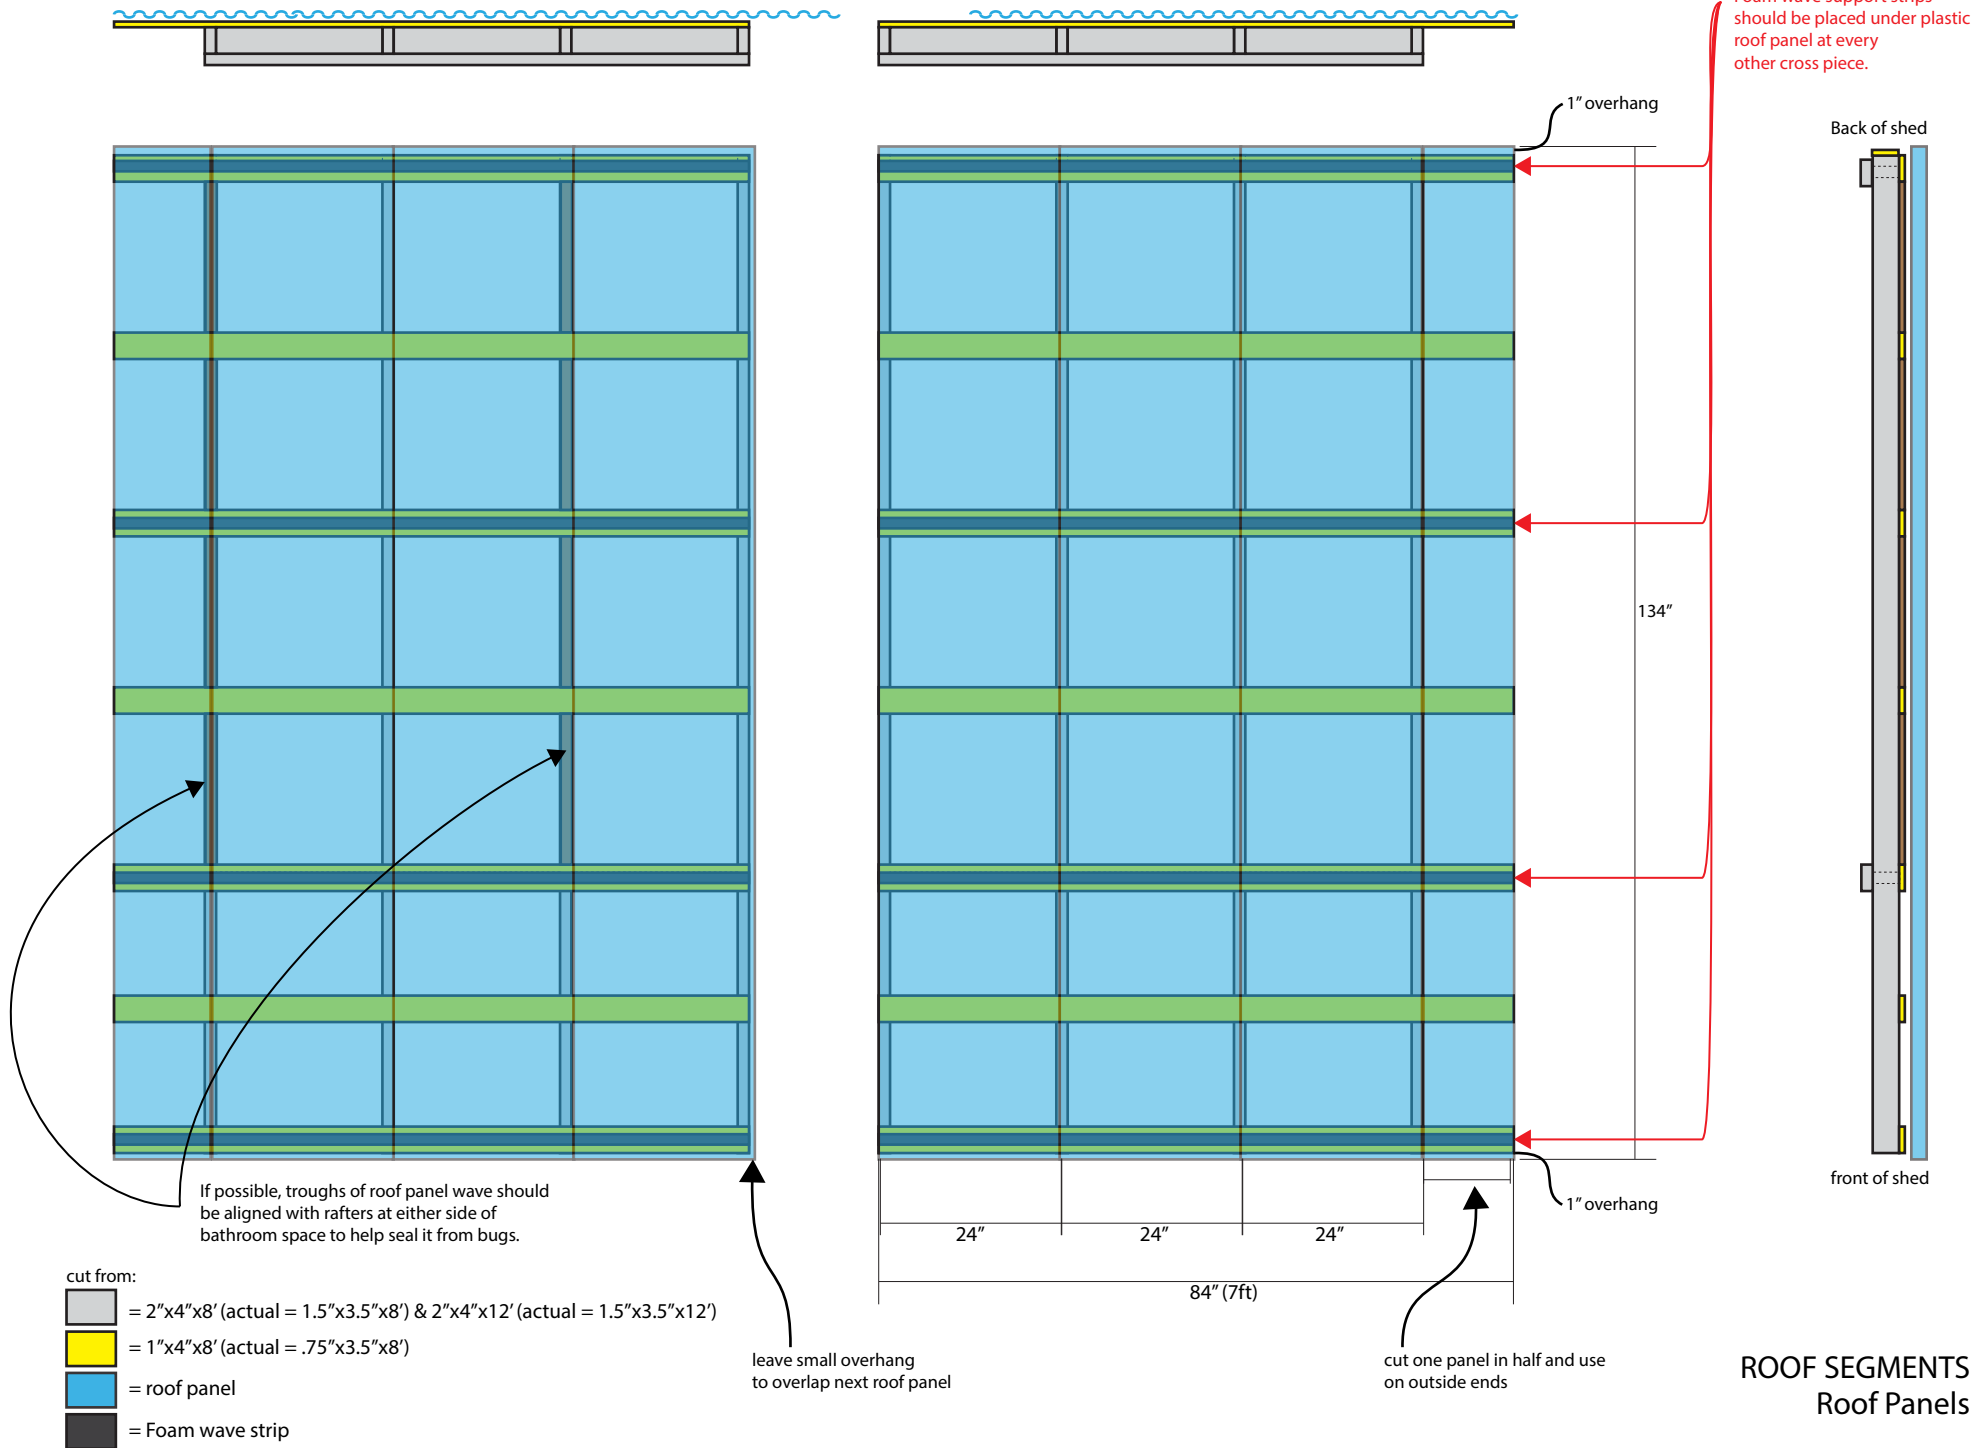 Foam wave support strips
should be placed under plastic
roof panel at every
other cross piece.
1” overhang
Back of shed
134”
front of shed
1” overhang
24”
24”
24”
84” (7ft)
If possible, troughs of roof panel wave should
be aligned with rafters at either side of
bathroom space to help seal it from bugs.
cut from:
= 2”x4”x8’ (actual = 1.5”x3.5”x8’) & 2”x4”x12’ (actual = 1.5”x3.5”x12’)
= 1”x4”x8’ (actual = .75”x3.5”x8’)
= roof panel
= Foam wave strip
leave small overhang
to overlap next roof panel
cut one panel in half and use
on outside ends
ROOF SEGMENTS
Roof Panels